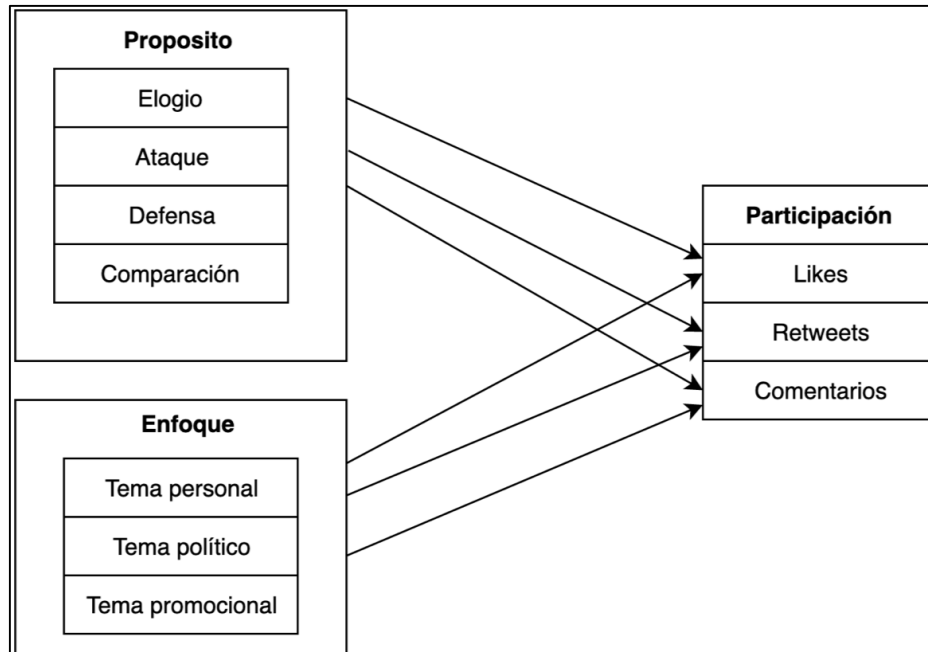 Proposito
Elogio
Ataque
Defensa
Comparación
Enfoque
Tema personal
Tema político
Tema promocional
Participación
Likes
Retweets
Comentarios